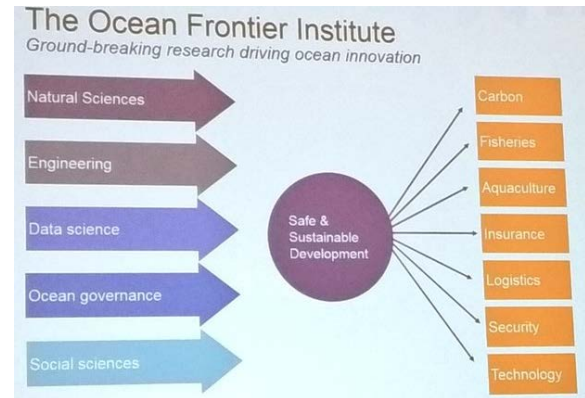 The Ocean Frontier Institute
Ground-breaking research driving ocean innovation
Natural Sciences
Engineering
Data science
Ocean governance
Social sciences
Safe &
Sustainable
Development
Carbon
Fisheries
Aquaculture
Insurance
Logistics
Security
Technology